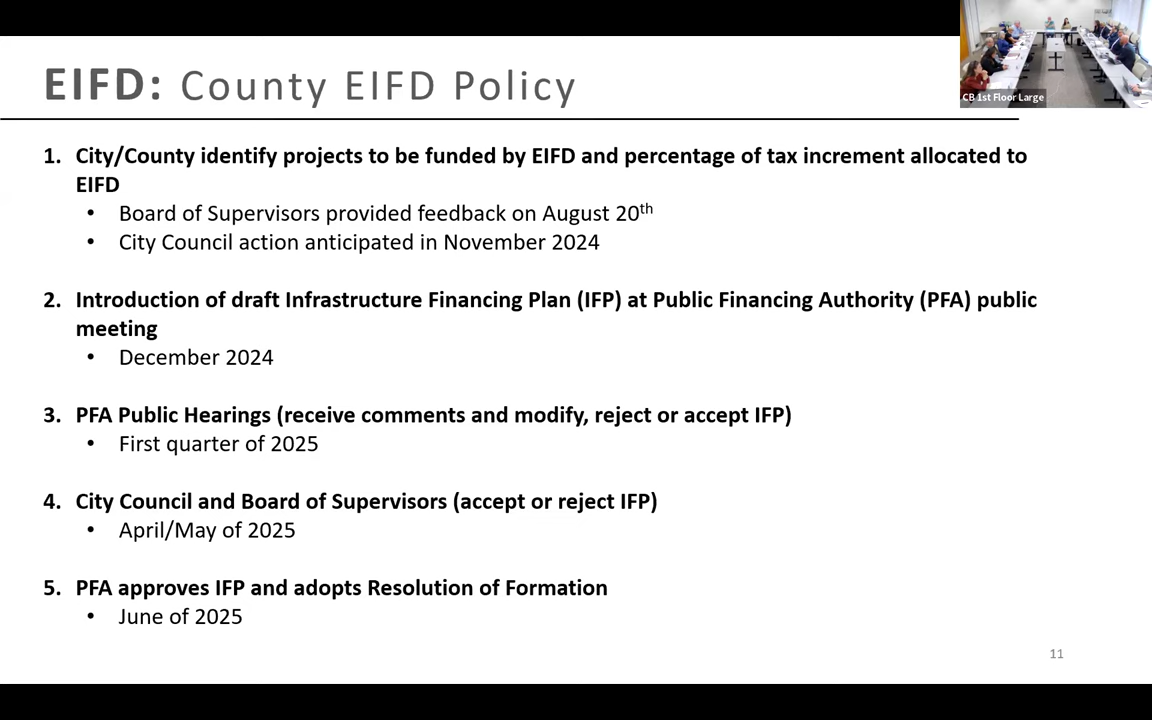 CB 1st Floor Large
EIFD: County EIFD Policy
1. City/County identify projects to be funded by EIFD and percentage of tax increment allocated to
EIFD
• Board of Supervisors provided feedback on August 20th
• City Council action anticipated in November 2024
2. Introduction of draft Infrastructure Financing Plan (IFP) at Public Financing Authority (PFA) public
meeting
• December 2024
3. PFA Public Hearings (receive comments and modify, reject or accept IFP)
• First quarter of 2025
4. City Council and Board of Supervisors (accept or reject IFP)
• April/May of 2025
5. PFA approves IFP and adopts Resolution of Formation
• June of 2025
11